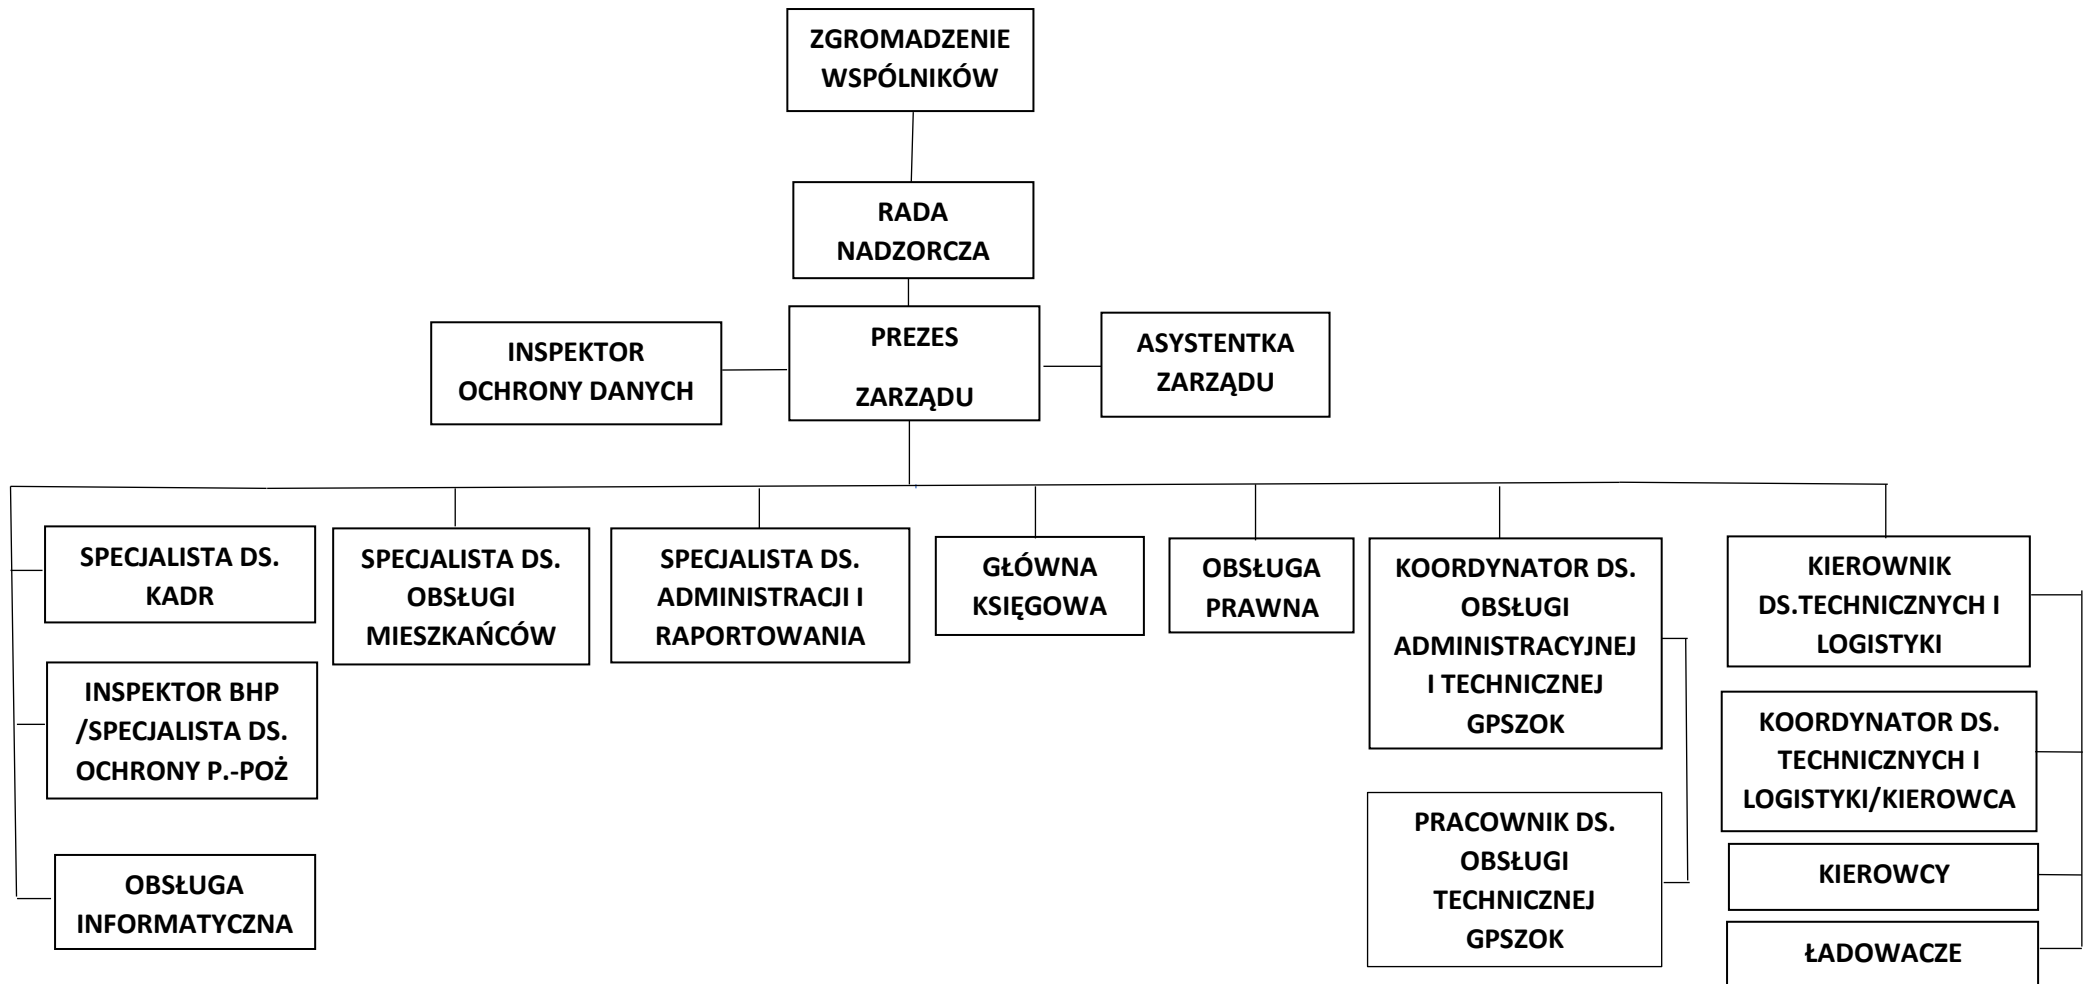 ZGROMADZENIE
WSPÓLNIKÓW
RADA
NADZORCZA
INSPEKTOR
OCHRONY DANYCH
PREZES
ZARZĄDU
ASYSTENTKA
ZARZĄDU
SPECJALISTA DS.
KADR
INSPEKTOR BHP
/SPECJALISTA DS.
OCHRONY P.-POŻ
OBSŁUGA
INFORMATYCZNA
SPECJALISTA DS.
OBSŁUGI
MIESZKAŃCÓW
SPECJALISTA DS.
ADMINISTRACJI I
RAPORTOWANIA
GŁÓWNA
KSIĘGOWA
OBSŁUGA
PRAWNA
KOORDYNATOR DS.
OBSŁUGI
ADMINISTRACYJNEJ
I TECHNICZNEJ
GPSZOK
PRACOWNIK DS.
OBSŁUGI
TECHNICZNEJ
GPSZOK
KIEROWNIK
DS.TECHNICZNYCH I
LOGISTYKI
KOORDYNATOR DS.
TECHNICZNYCH I
LOGISTYKI/KIEROWCA
KIEROWCY
ŁADOWACZE